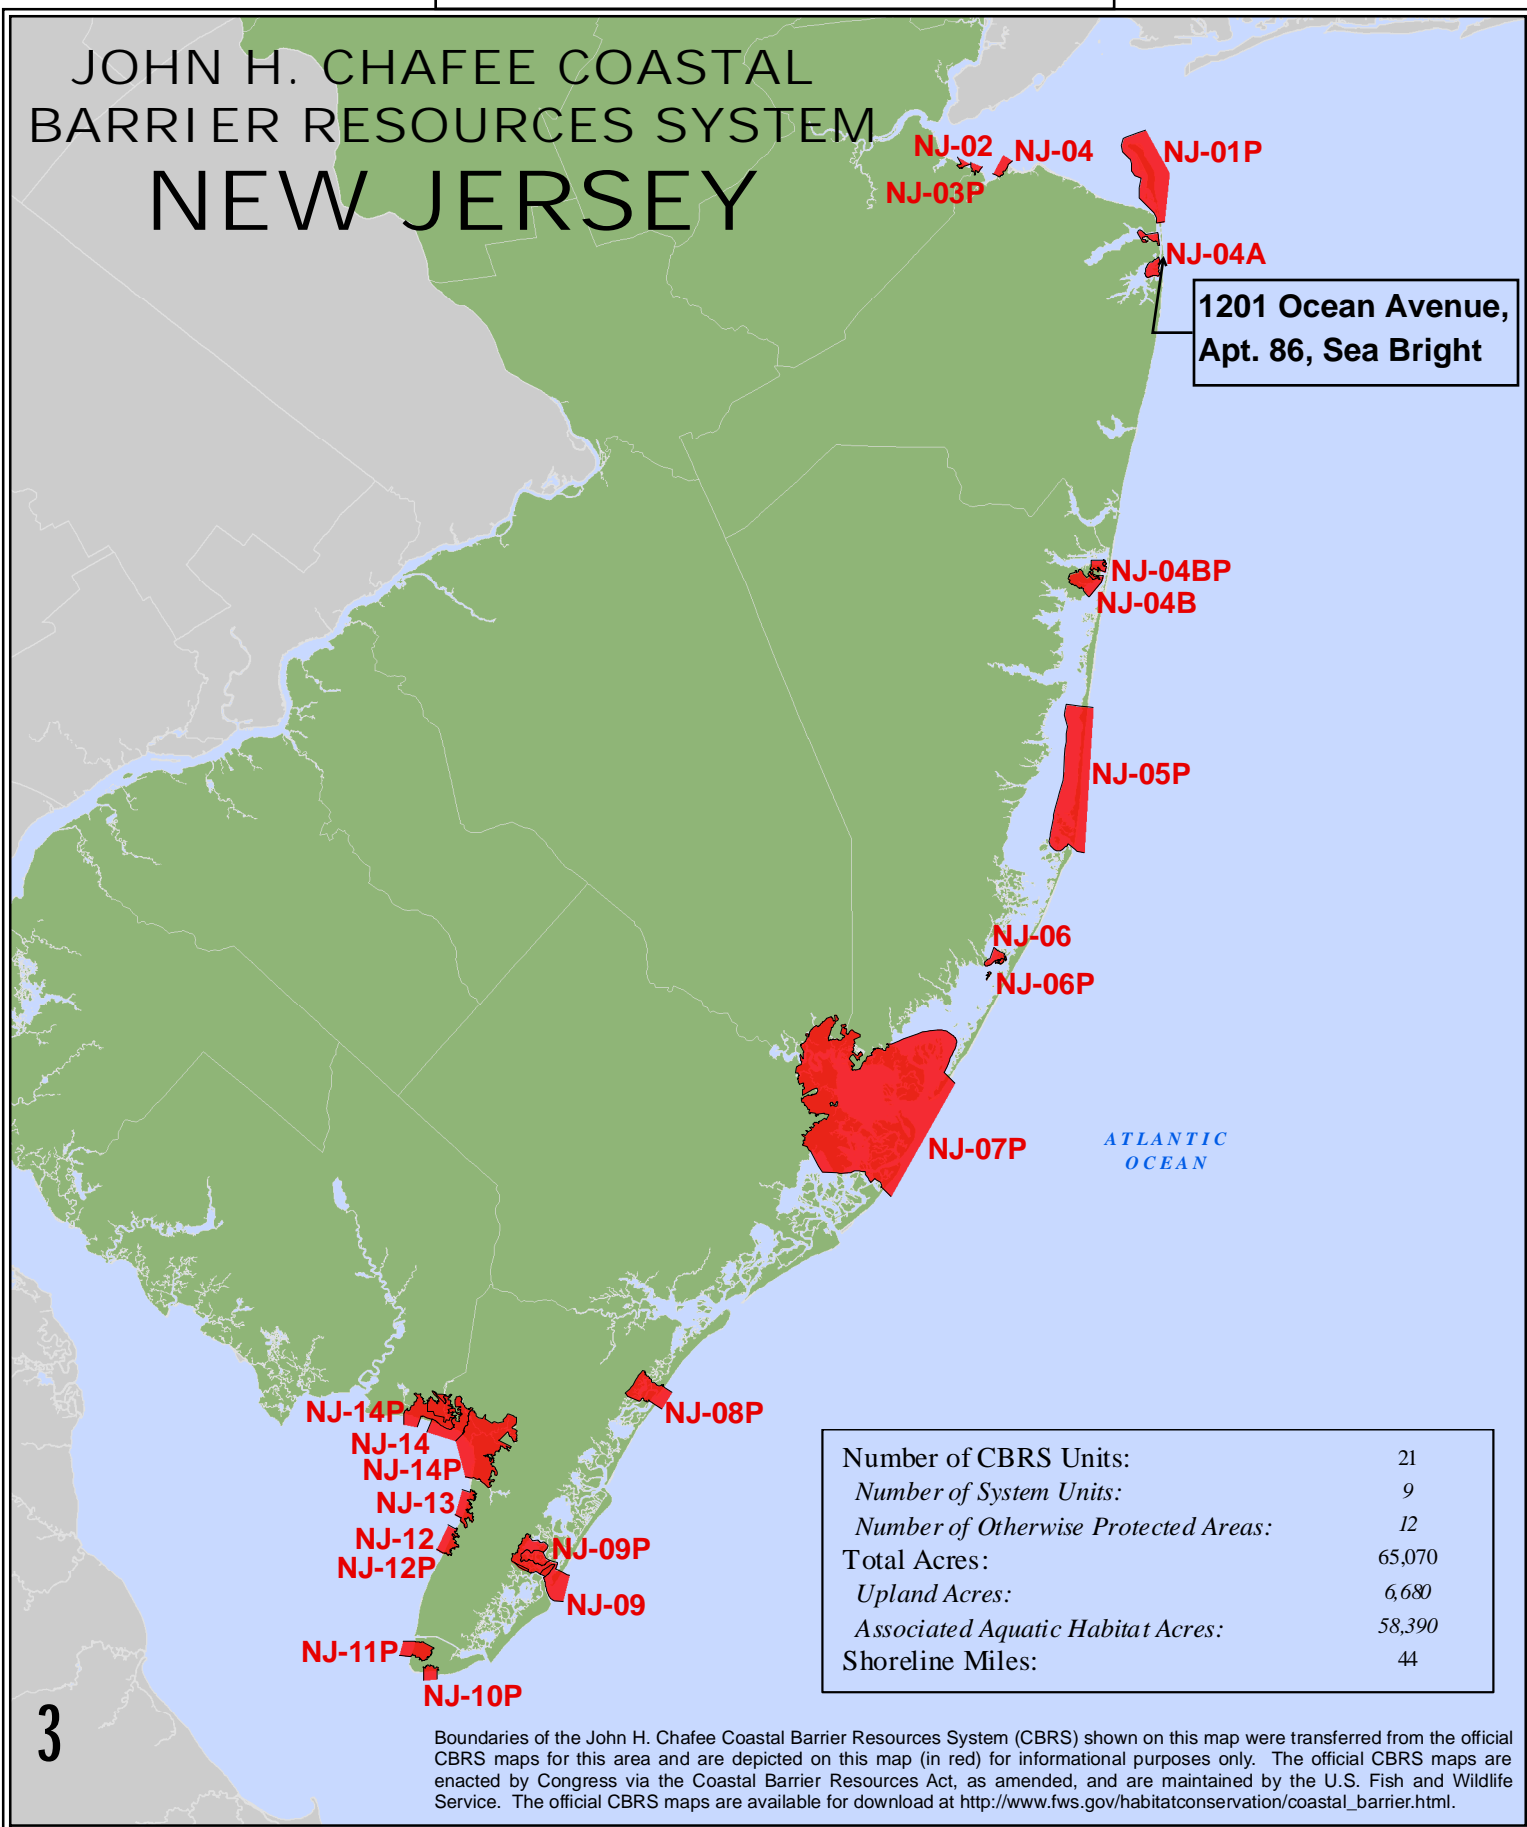 JOHN H. CHAFEE COASTAL
BARRIER RESOURCES SYSTEM
NEW JERSEY
NJ-02
NJ-04
NJ-01P
NJ-03P
NJ-04A
1201 Ocean Avenue,
Apt. 86, Sea Bright
NJ-04BP
NJ-04B
NJ-05P
NJ-06
NJ-06P
NJ-07P
ATLANTIC
OCEAN
NJ-08P
NJ-14P
NJ-14
NJ-14P
NJ-13
NJ-12
NJ-12P
NJ-09P
NJ-09
NJ-11P
NJ-10P
Number of CBRS Units: 21
Number of System Units: 9
Number of Otherwise Protected Areas: 12
Total Acres: 65,070
Upland Acres: 6,680
Associated Aquatic Habitat Acres: 58,390
Shoreline Miles: 44
3
Boundaries of the John H. Chafee Coastal Barrier Resources System (CBRS) shown on this map were transferred from the official
CBRS maps for this area and are depicted on this map (in red) for informational purposes only. The official CBRS maps are
enacted by Congress via the Coastal Barrier Resources Act, as amended, and are maintained by the U.S. Fish and Wildlife
Service. The official CBRS maps are available for download at http://www.fws.gov/habitatconservation/coastal_barrier.html.